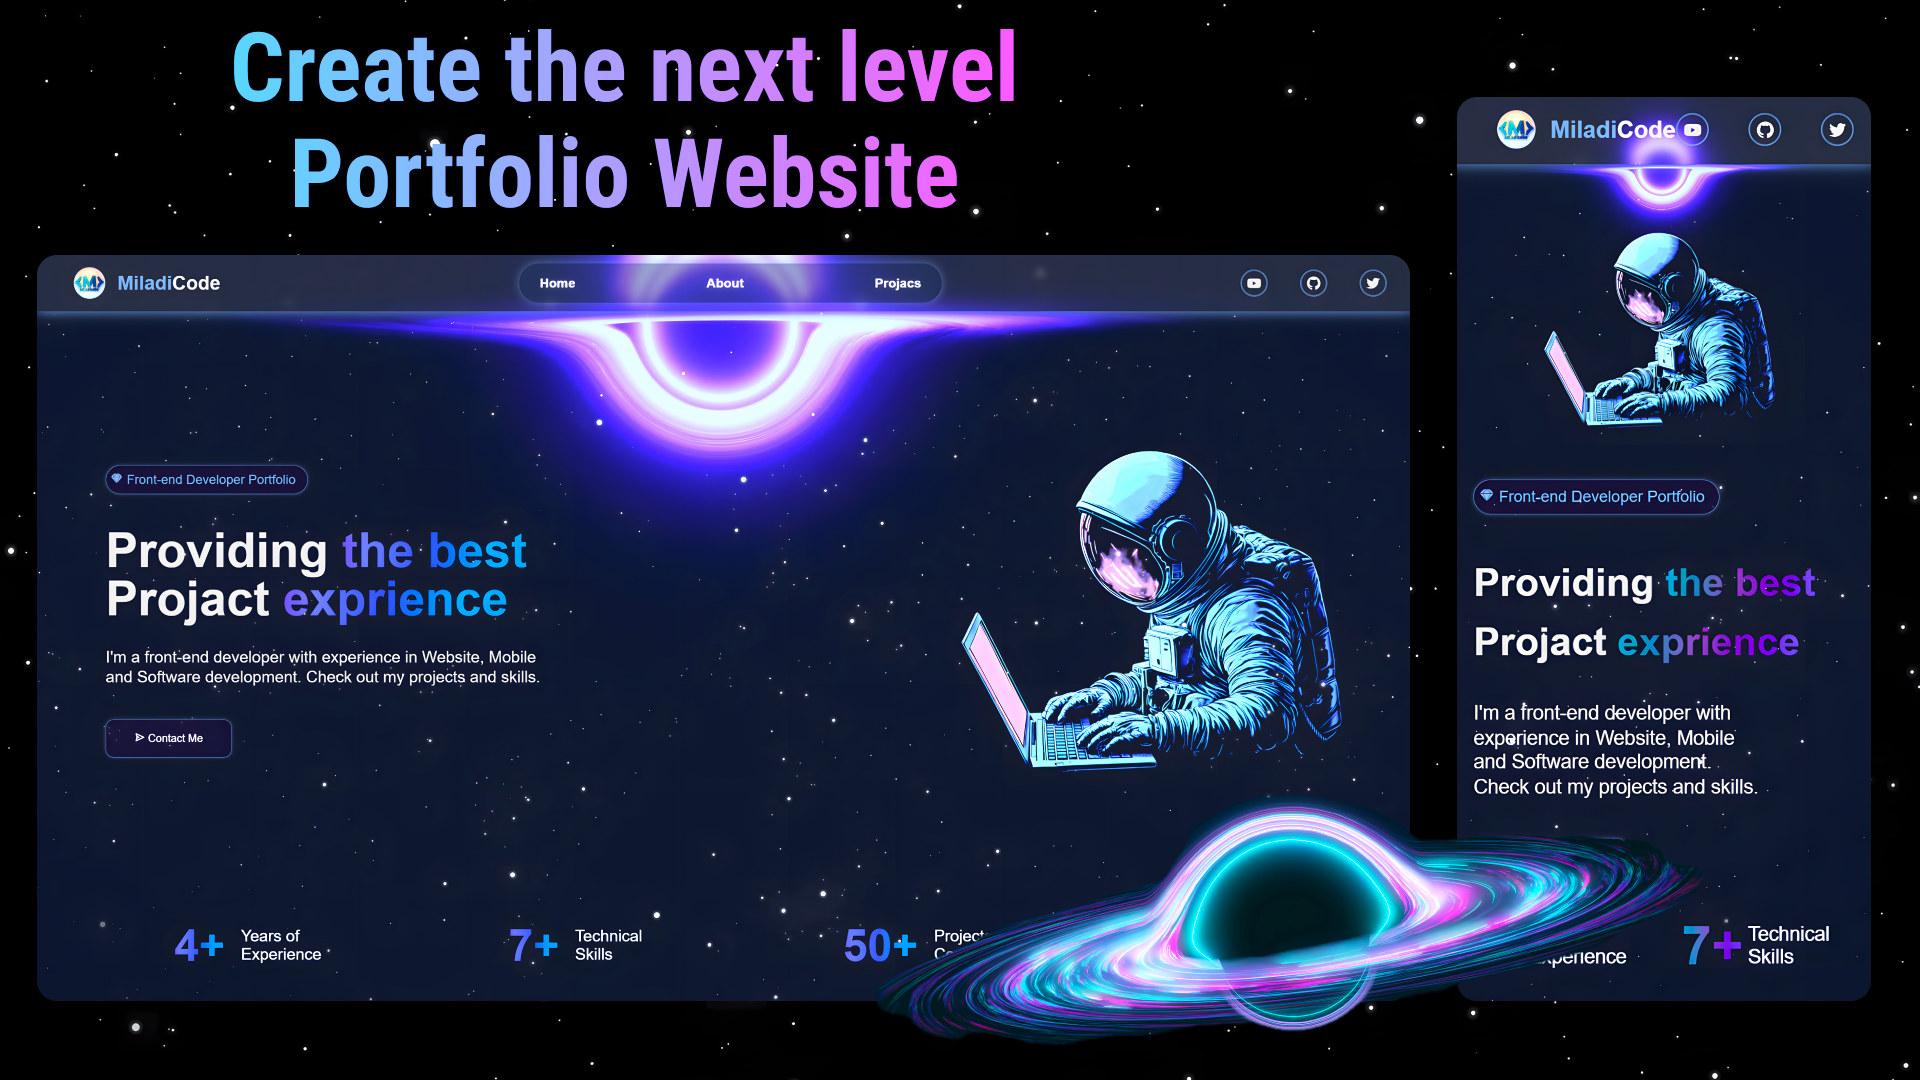 Create the next level
Portfolio Website
MiladiCode
Home
About
Projacs
Front-end Developer Portfolio
Providing the best
Projact exprience
I'm a front-end developer with experience in Website, Mobile
and Software development. Check out my projects and skills.
Contact Me
4+
Years of
Experience
7+
Technical
Skills
50+
MiladiCode
Front-end Developer Portfolio
Providing the best
Projact exprience
I'm a front-end developer with
experience in Website, Mobile
and Software development.
Check out my projects and skills.
7+
Technical
Skills